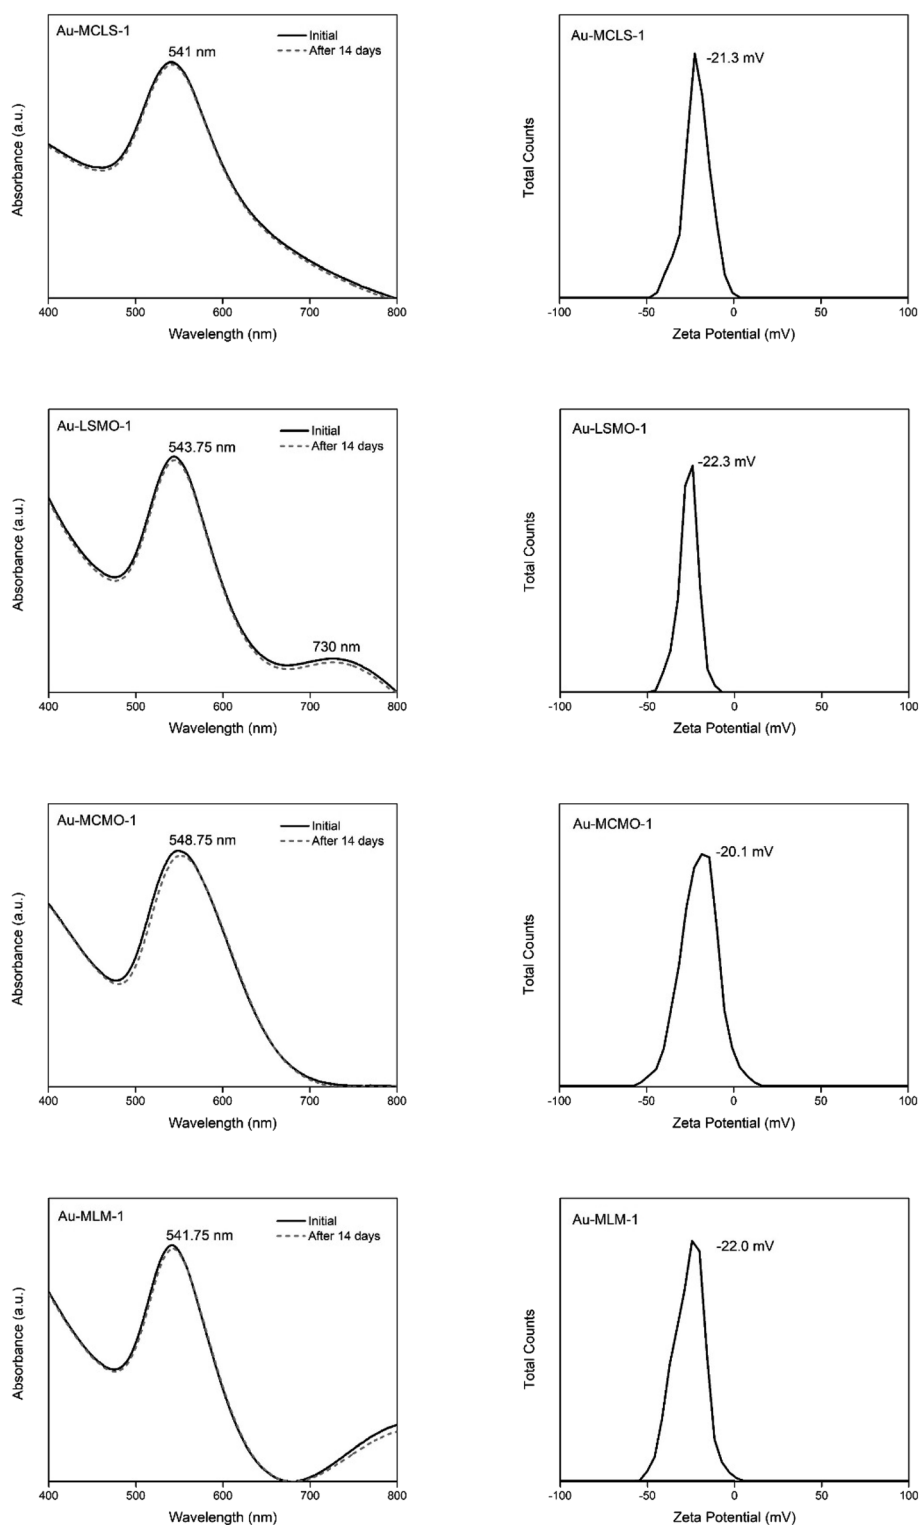 Au-MCLS-1
541 nm
Initial
After 14 days
Absorbance (a.u.)
400 500 600 700 800
Wavelength (nm)
Au-MCLS-1
-21.3 mV
Total Counts
-100 -50 0 50 100
Zeta Potential (mV)
Au-LSMO-1
543.75 nm
Initial
After 14 days
730 nm
Absorbance (a.u.)
400 500 600 700 800
Wavelength (nm)
Au-LSMO-1
-22.3 mV
Total Counts
-100 -50 0 50 100
Zeta Potential (mV)
Au-MCMO-1
548.75 nm
Initial
After 14 days
Absorbance (a.u.)
400 500 600 700 800
Wavelength (nm)
Au-MCMO-1
-20.1 mV
Total Counts
-100 -50 0 50 100
Zeta Potential (mV)
Au-MLM-1
541.75 nm
Initial
After 14 days
Absorbance (a.u.)
400 500 600 700 800
Wavelength (nm)
Au-MLM-1
-22.0 mV
Total Counts
-100 -50 0 50 100
Zeta Potential (mV)